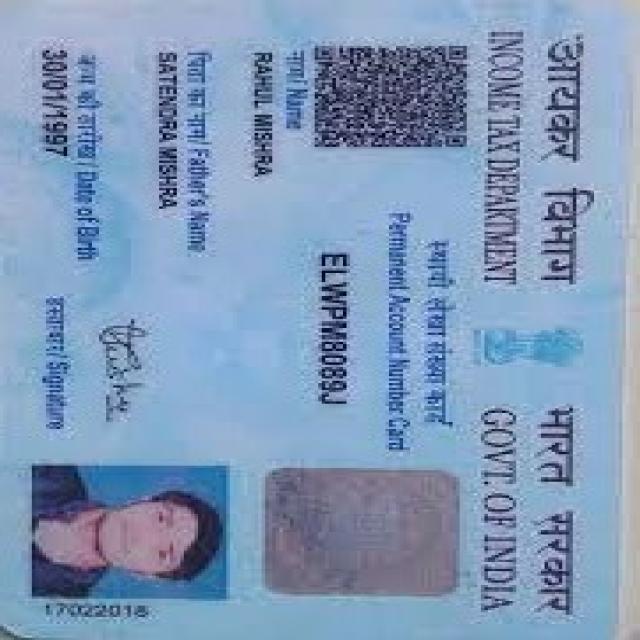 आयकर विभाग भारत सरकार
INCOME TAX DEPARTMENT GOVT. OF INDIA
स्थायी लेखा संख्या कार्ड
Permanent Account Number Card
ELWPM8089J
नाम / Name
RAHUL MISHRA
पिता का नाम / Father's Name
SATENDRA MISHRA
जन्म की तारीख / Date of Birth
30/01/1997
हस्ताक्षर / Signature
17022018